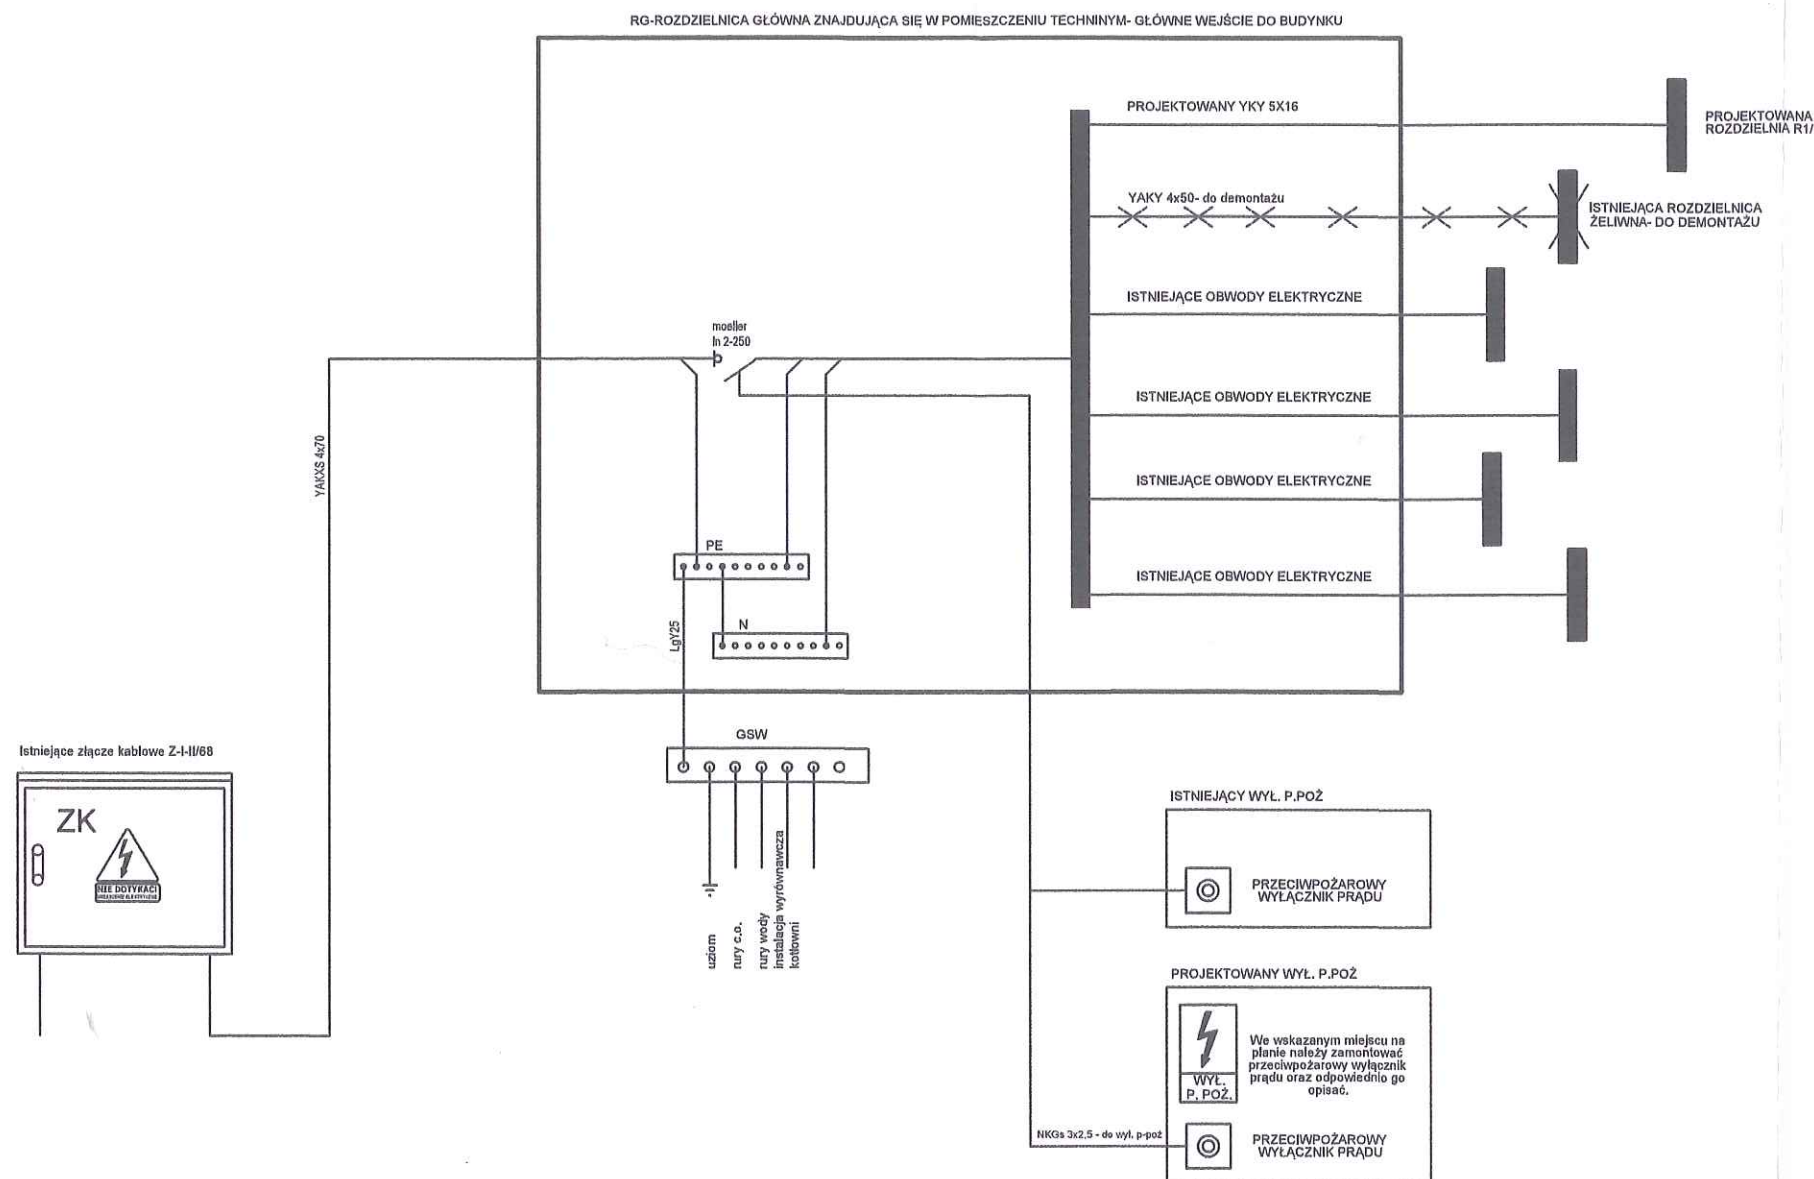 RG-ROZDZIELNICA GŁÓWNA ZNAJDUJĄCA SIĘ W POMIESZCZENIU TECHNINYM- GŁÓWNE WEJŚCIE DO BUDYNKU
PROJEKTOWANY YKY 5X16
PROJEKTOWANA
ROZDZIELNIA R1/
YAKY 4x50- do demontażu
ISTNIEJĄCA ROZDZIELNICA
ŻELIWNA- DO DEMONTAŻU
ISTNIEJĄCE OBWODY ELEKTRYCZNE
moeller
In 2-250
ISTNIEJĄCE OBWODY ELEKTRYCZNE
YAKXS 4x70
ISTNIEJĄCE OBWODY ELEKTRYCZNE
PE
ISTNIEJĄCE OBWODY ELEKTRYCZNE
N
LgY25
GSW
Istniejące złącze kablowe Z-I-II/68
ZK
NIE DOTYKAĆ!
URZĄDZENIE ELEKTRYCZNE
uziom
rury c.o.
rury wody
instalacja wyrównawcza
kotłowni
ISTNIEJĄCY WYŁ. P.POŻ
PRZECIWPOŻAROWY
WYŁĄCZNIK PRĄDU
PROJEKTOWANY WYŁ. P.POŻ
WYŁ.
P. POŻ.
We wskazanym miejscu na
planie należy zamontować
przeciwpożarowy wyłącznik
prądu oraz odpowiednio go
opisać.
NKGs 3x2,5 - do wył. p-poż
PRZECIWPOŻAROWY
WYŁĄCZNIK PRĄDU